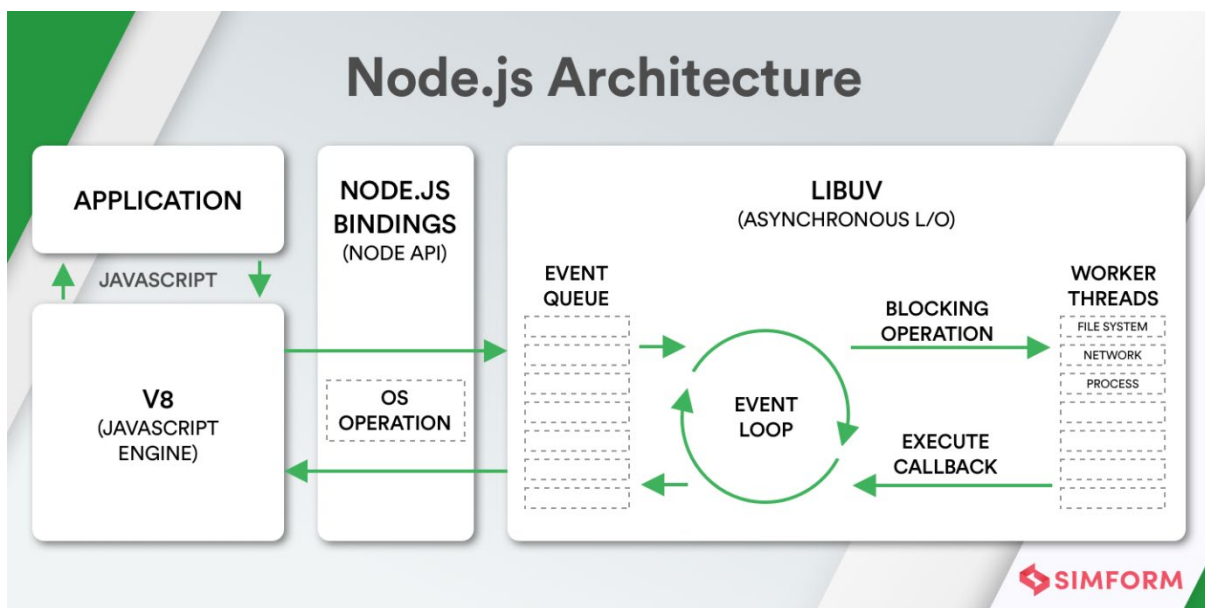 Node.js Architecture
APPLICATION
JAVASCRIPT
V8
(JAVASCRIPT
ENGINE)
NODE.JS
BINDINGS
(NODE API)
OS
OPERATION
LIBUV
(ASYNCHRONOUS L/O)
EVENT
QUEUE
EVENT
LOOP
BLOCKING
OPERATION
EXECUTE
CALLBACK
WORKER
THREADS
FILE SYSTEM
NETWORK
PROCESS
SIMFORM